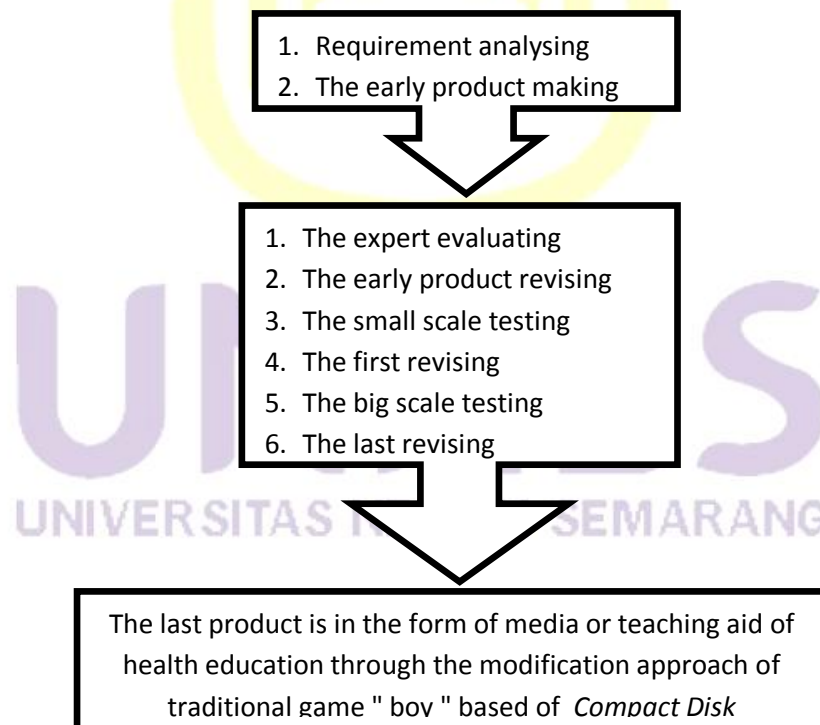 1. Requirement analysing
2. The early product making
1. The expert evaluating
2. The early product revising
3. The small scale testing
4. The first revising
5. The big scale testing
6. The last revising
UNIVERSITAS SEMARANG
The last product is in the form of media or teaching aid of
health education through the modification approach of
traditional game " boy " based of Compact Disk